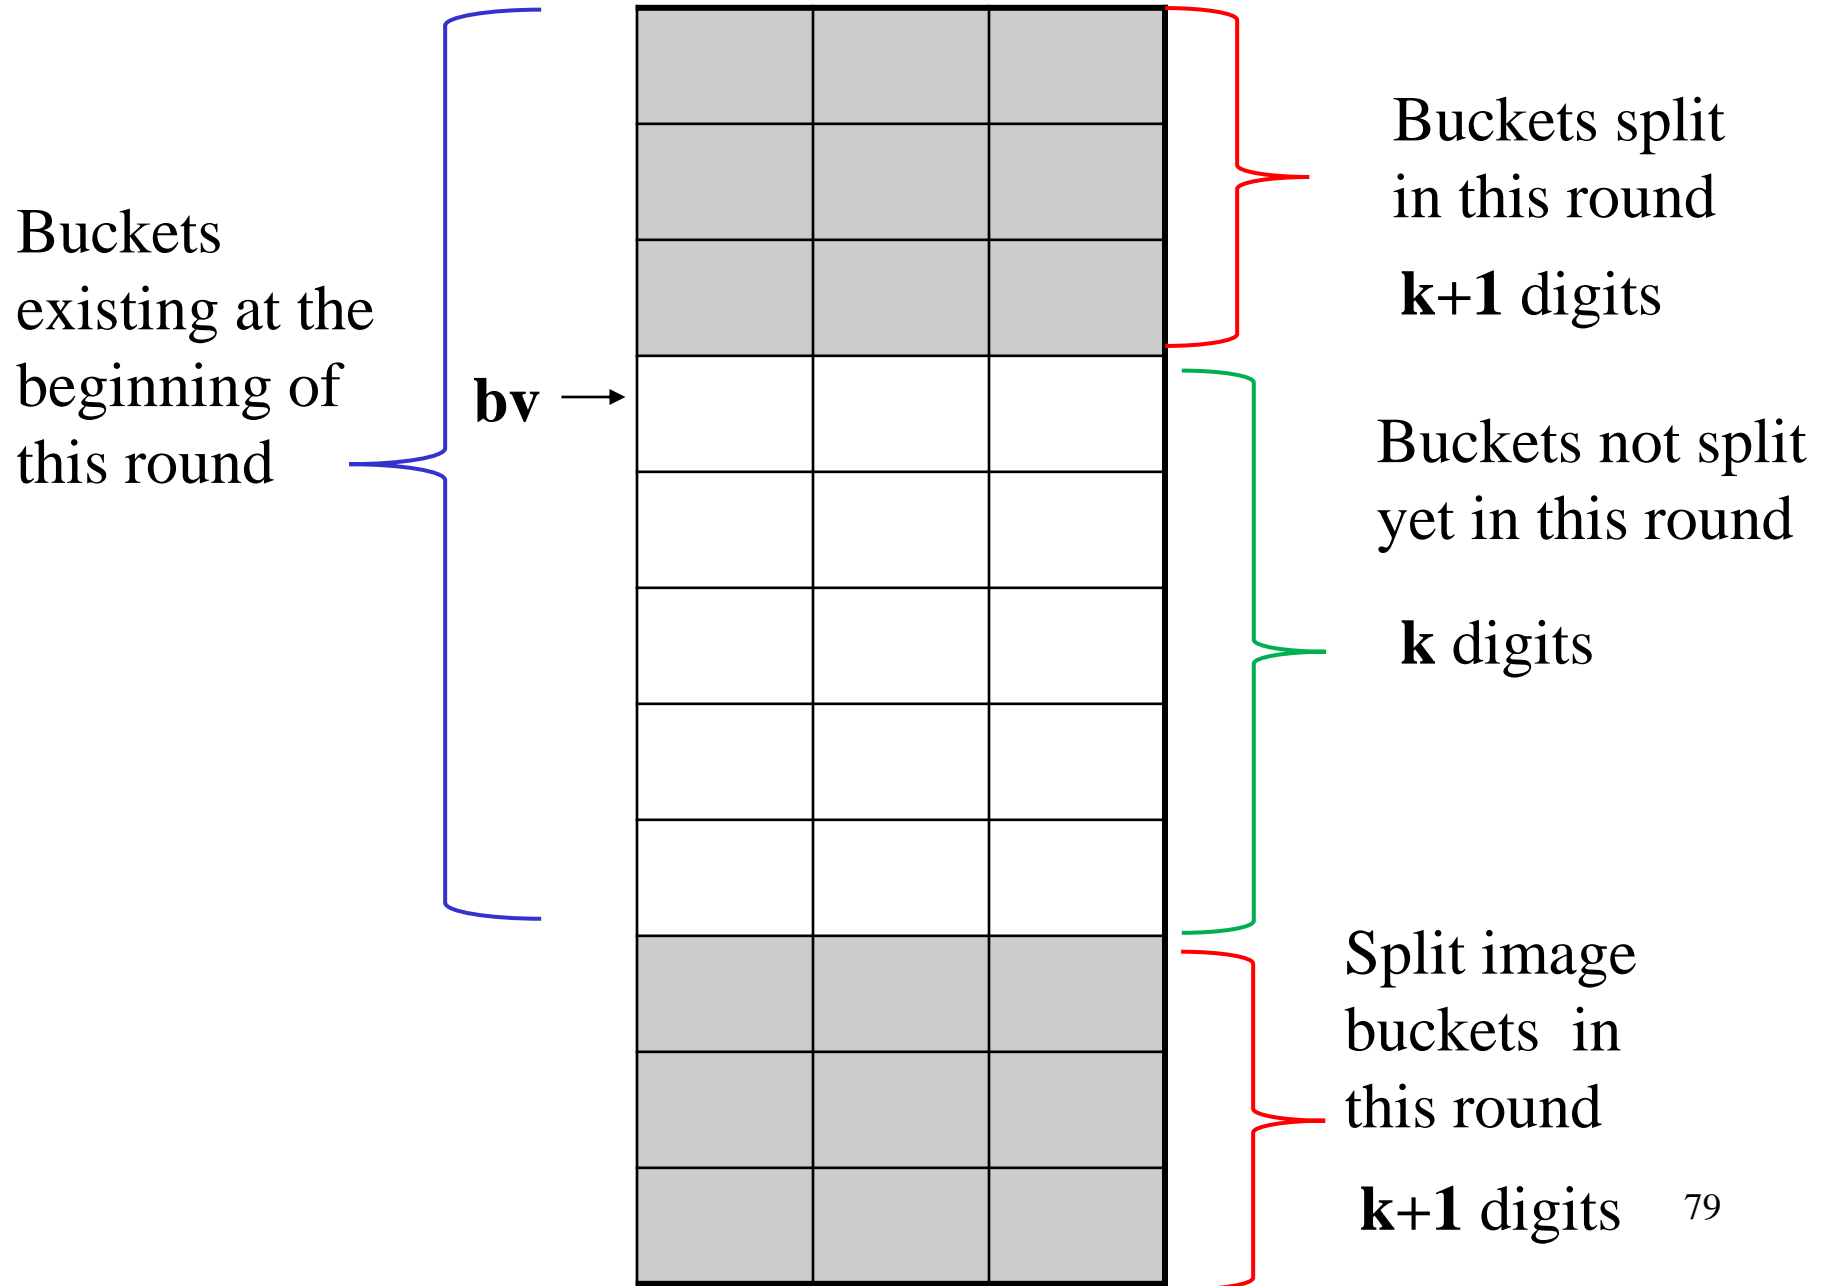 Buckets
existing at the
beginning of
this round
bv
Buckets split
in this round
k+1 digits
Buckets not split
yet in this round
k digits
Split image
buckets in
this round
k+1 digits
79